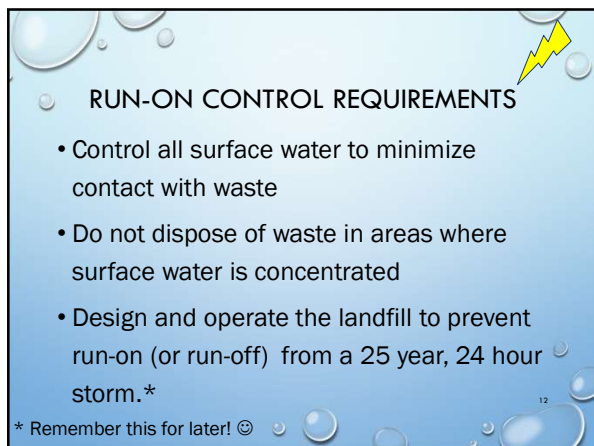 RUN-ON CONTROL REQUIREMENTS
• Control all surface water to minimize
contact with waste
• Do not dispose of waste in areas where
surface water is concentrated
• Design and operate the landfill to prevent
run-on (or run-off) from a 25 year, 24 hour
storm.*
12
* Remember this for later! ☺